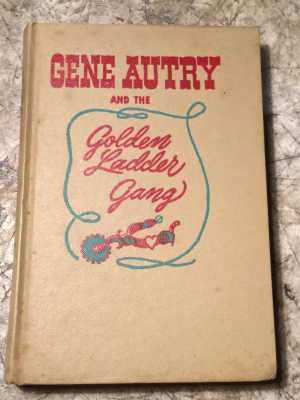 GENE AUTRY
AND THE
Golden
Ladder
Gang